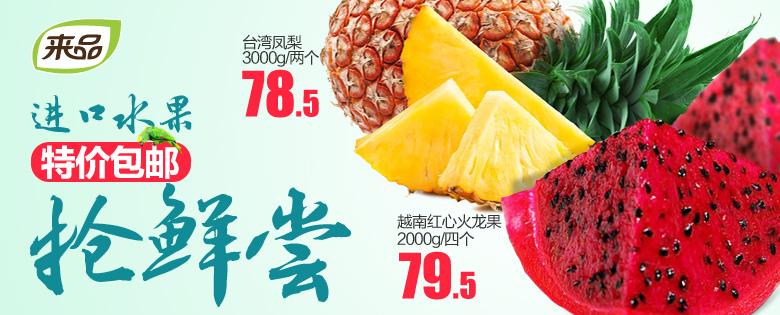 来品
进口水果
特价包邮
抢鲜尝
台湾凤梨
3000g/两个
78.5
越南红心火龙果
2000g/四个
79.5